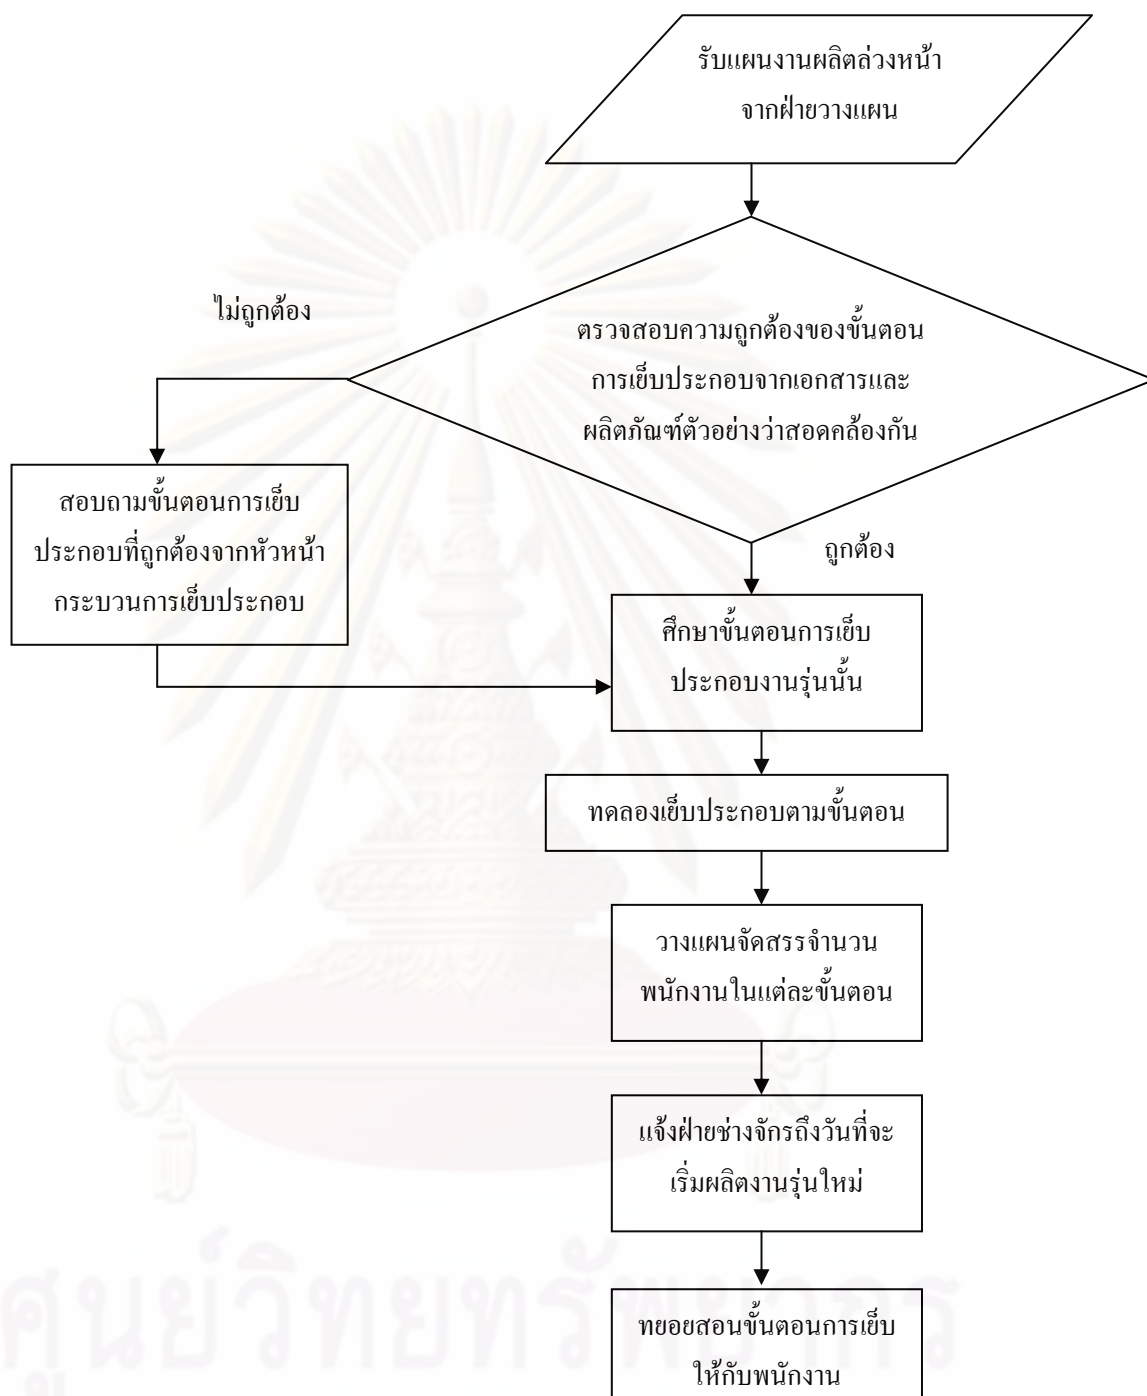 รับแผนงานผลิตล่วงหน้า
จากฝ่ายวางแผน
ไม่ถูกต้อง
ตรวจสอบความถูกต้องของขั้นตอน
การเย็บประกอบจากเอกสารและ
ผลิตภัณฑ์ตัวอย่างว่าสอดคล้องกัน
สอบถามขั้นตอนการเย็บ
ประกอบที่ถูกต้องจากหัวหน้า
กระบวนการเย็บประกอบ
ถูกต้อง
ศึกษาขั้นตอนการเย็บ
ประกอบงานรุ่นนั้น
ทดลองเย็บประกอบตามขั้นตอน
วางแผนจัดสรรจำนวน
พนักงานในแต่ละขั้นตอน
แจ้งฝ่ายช่างจักรถึงวันที่จะ
เริ่มผลิตงานรุ่นใหม่
ทยอยสอนขั้นตอนการเย็บ
ให้กับพนักงาน
ศูนย์วิทยทรัพยากร